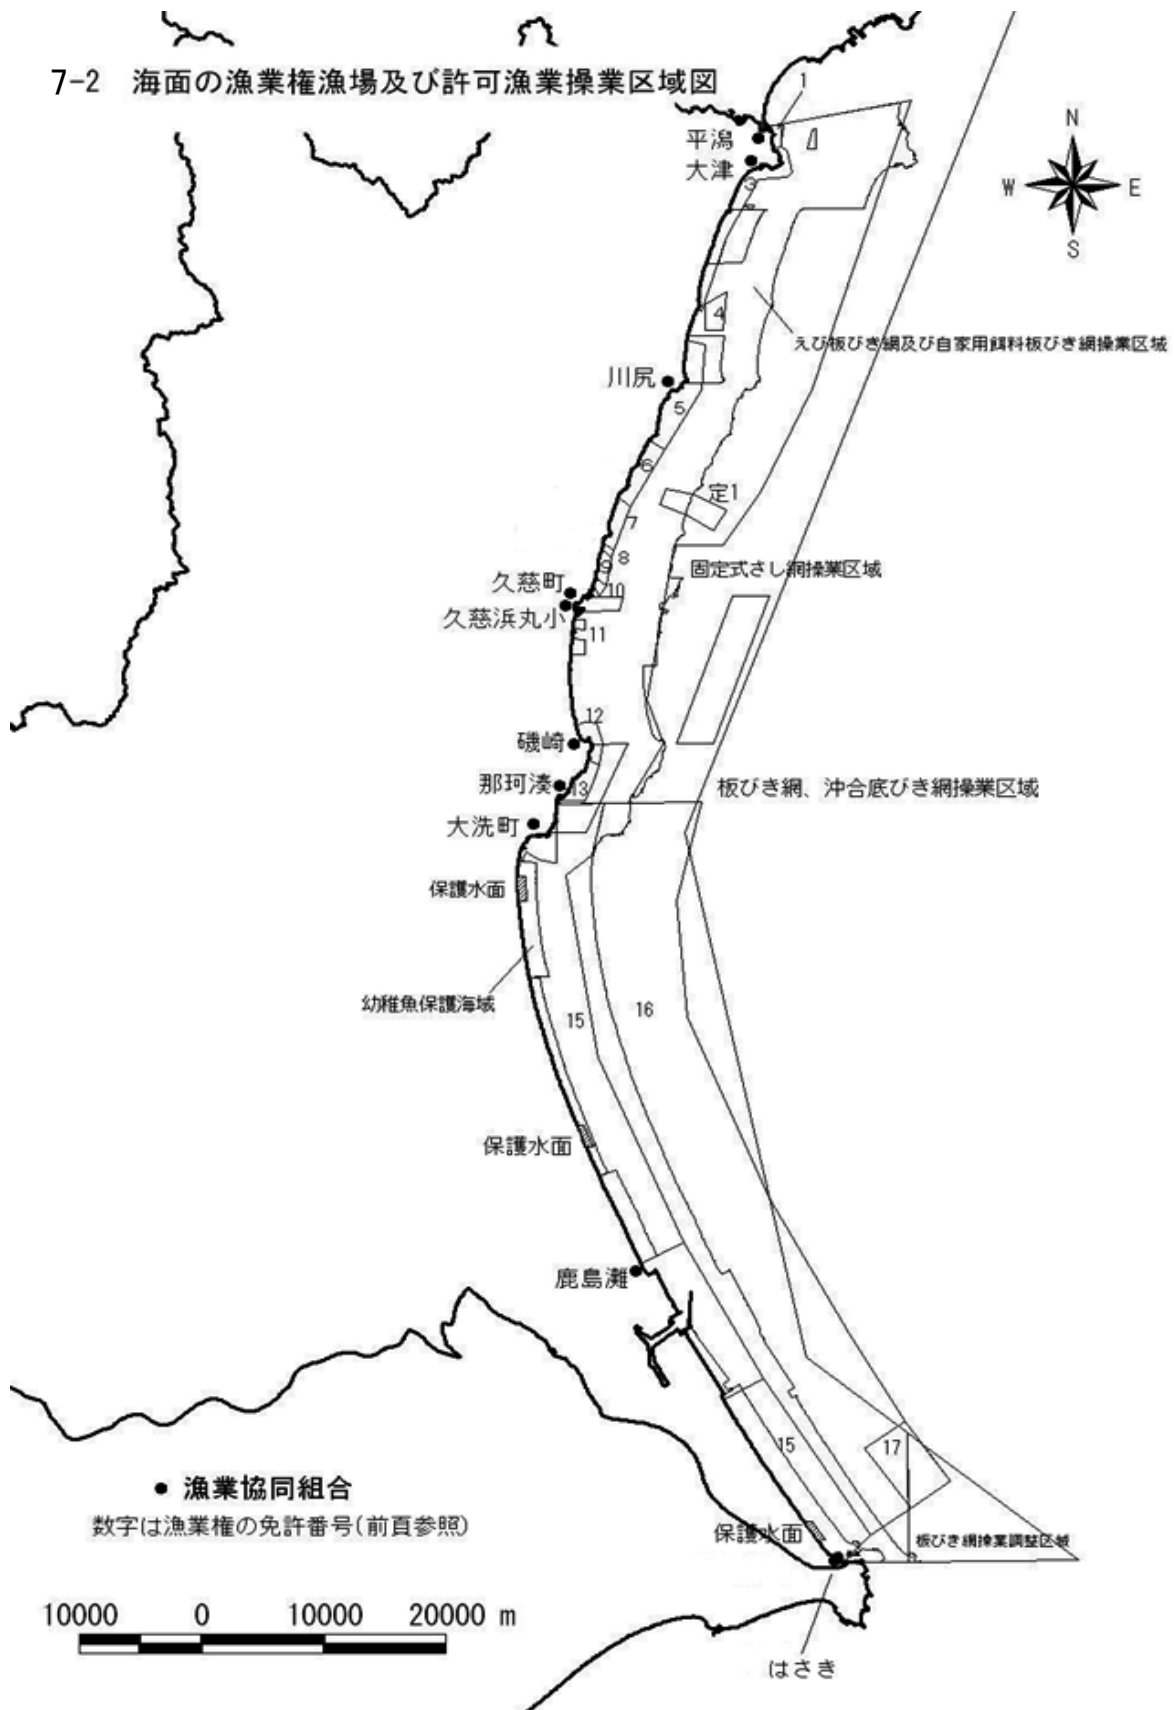 7-2 海面の漁業権漁場及び許可漁業操業区域図
1
平潟
大津
N
W
E
S
3
4
えび板びき網及び自家用餌料板びき網操業区域
川尻
5
6
定1
7
8
9
固定式さし網操業区域
久慈町
10
久慈浜丸小
11
12
磯崎
那珂湊
13
板びき網、沖合底びき網操業区域
大洗町
保護水面
幼稚魚保護海域
15
16
保護水面
鹿島灘
15
17
● 漁業協同組合
数字は漁業権の免許番号(前頁参照)
保護水面
板びき網操業調整区域
10000 0 10000 20000 m
はさき